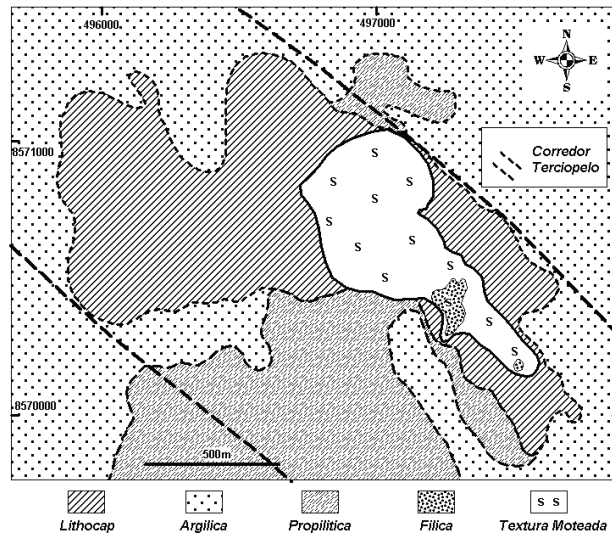 496000 497000
N
W E
S
8571000
Corredor
Terciopelo
S
S S
S
S
S S
S
S
S
S
8570000
500m
S S
Lithocap Argilica Propilitica Filica Textura Moteada